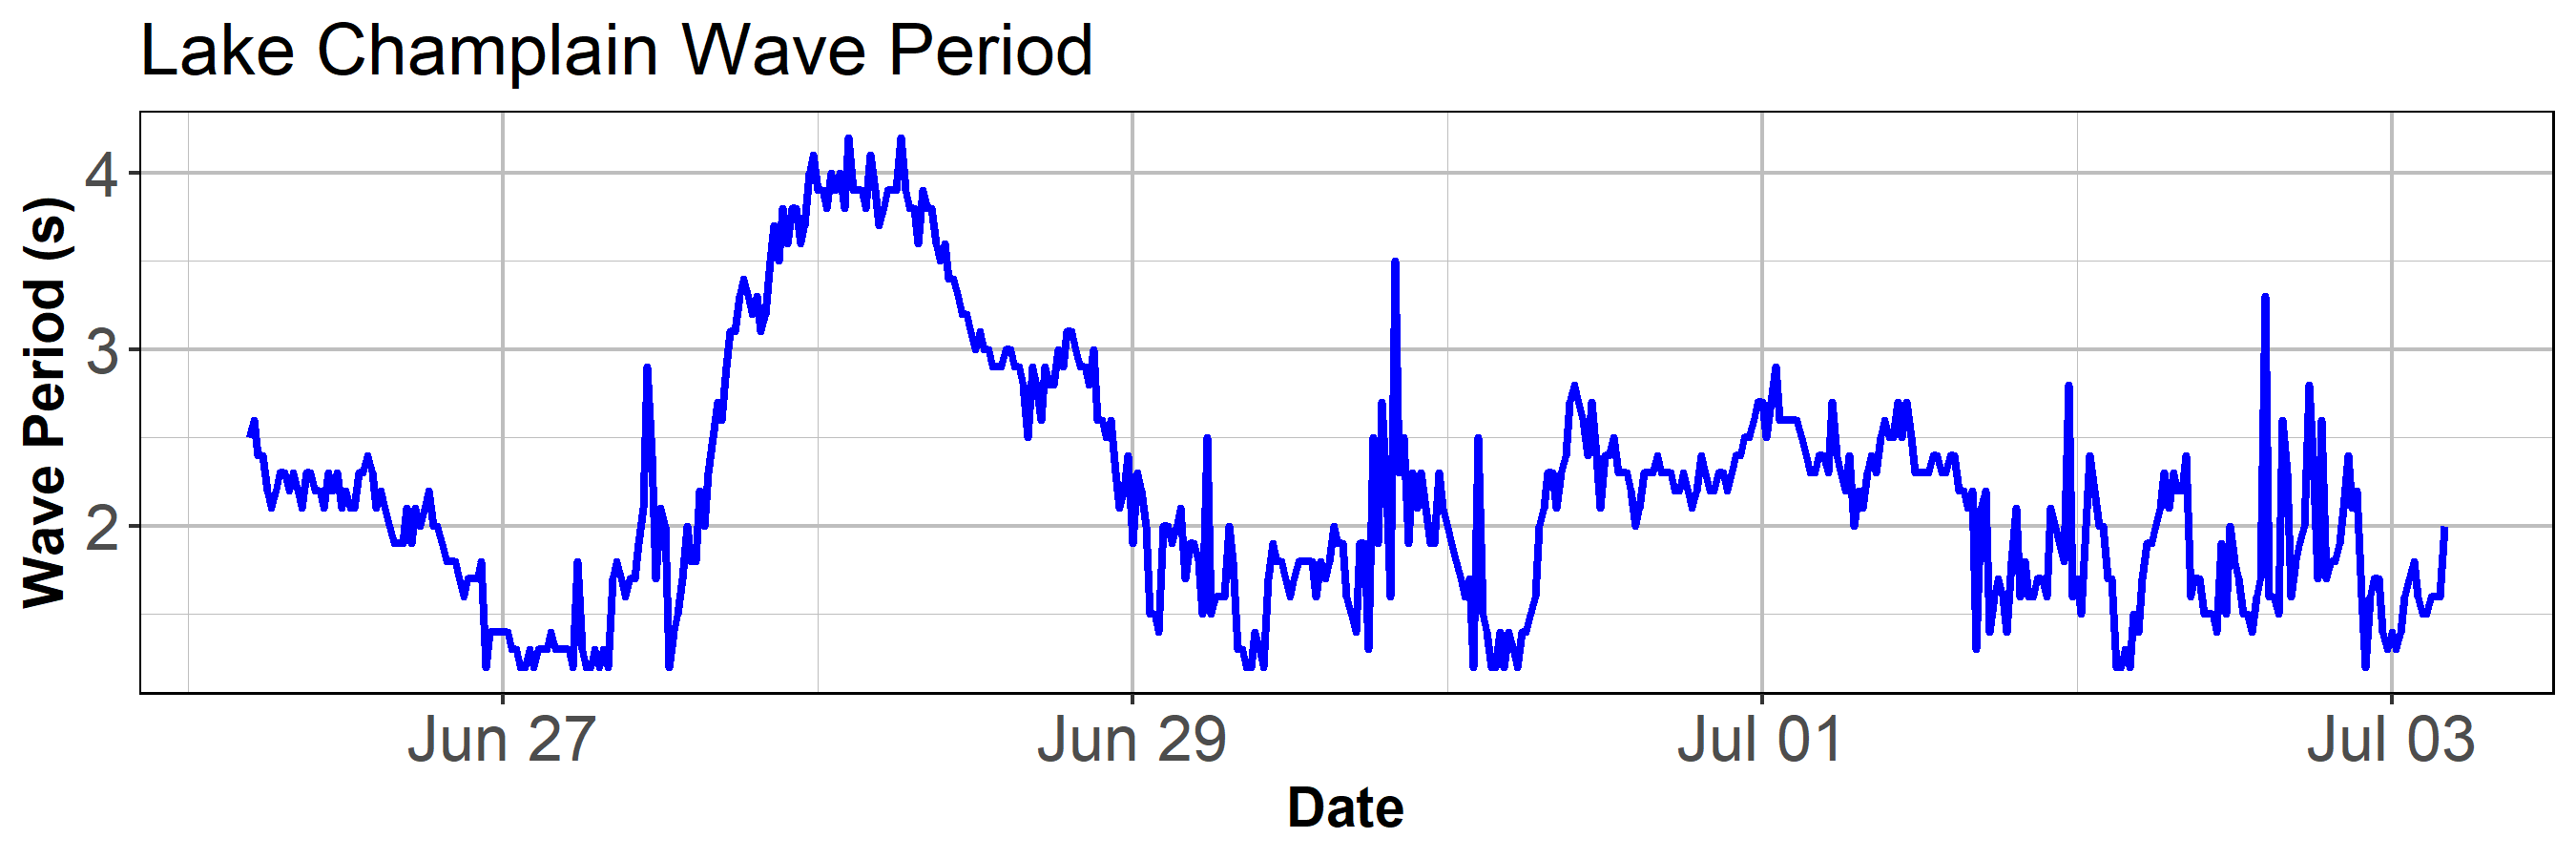 Lake Champlain Wave Period
Wave Period (s)
4
3
2
Jun 27
Jun 29
Jul 01
Jul 03
Date